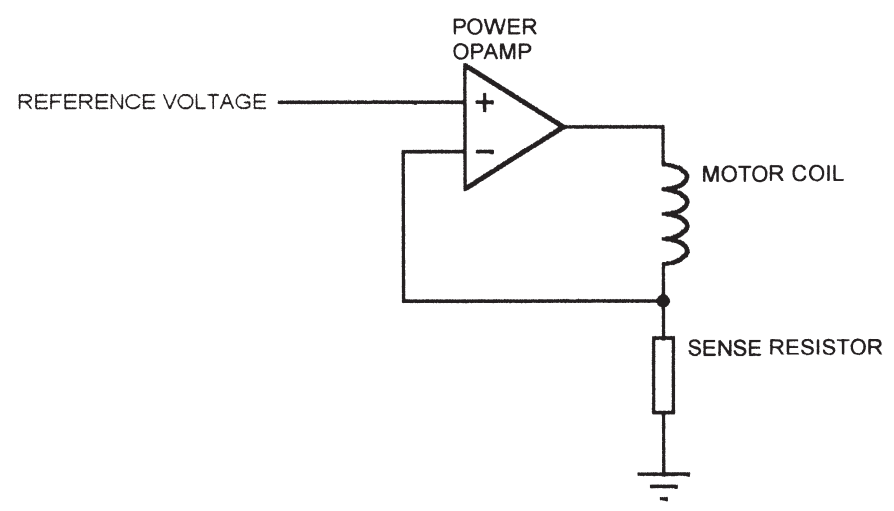 POWER
OPAMP
REFERENCE VOLTAGE
+
−
MOTOR COIL
SENSE RESISTOR